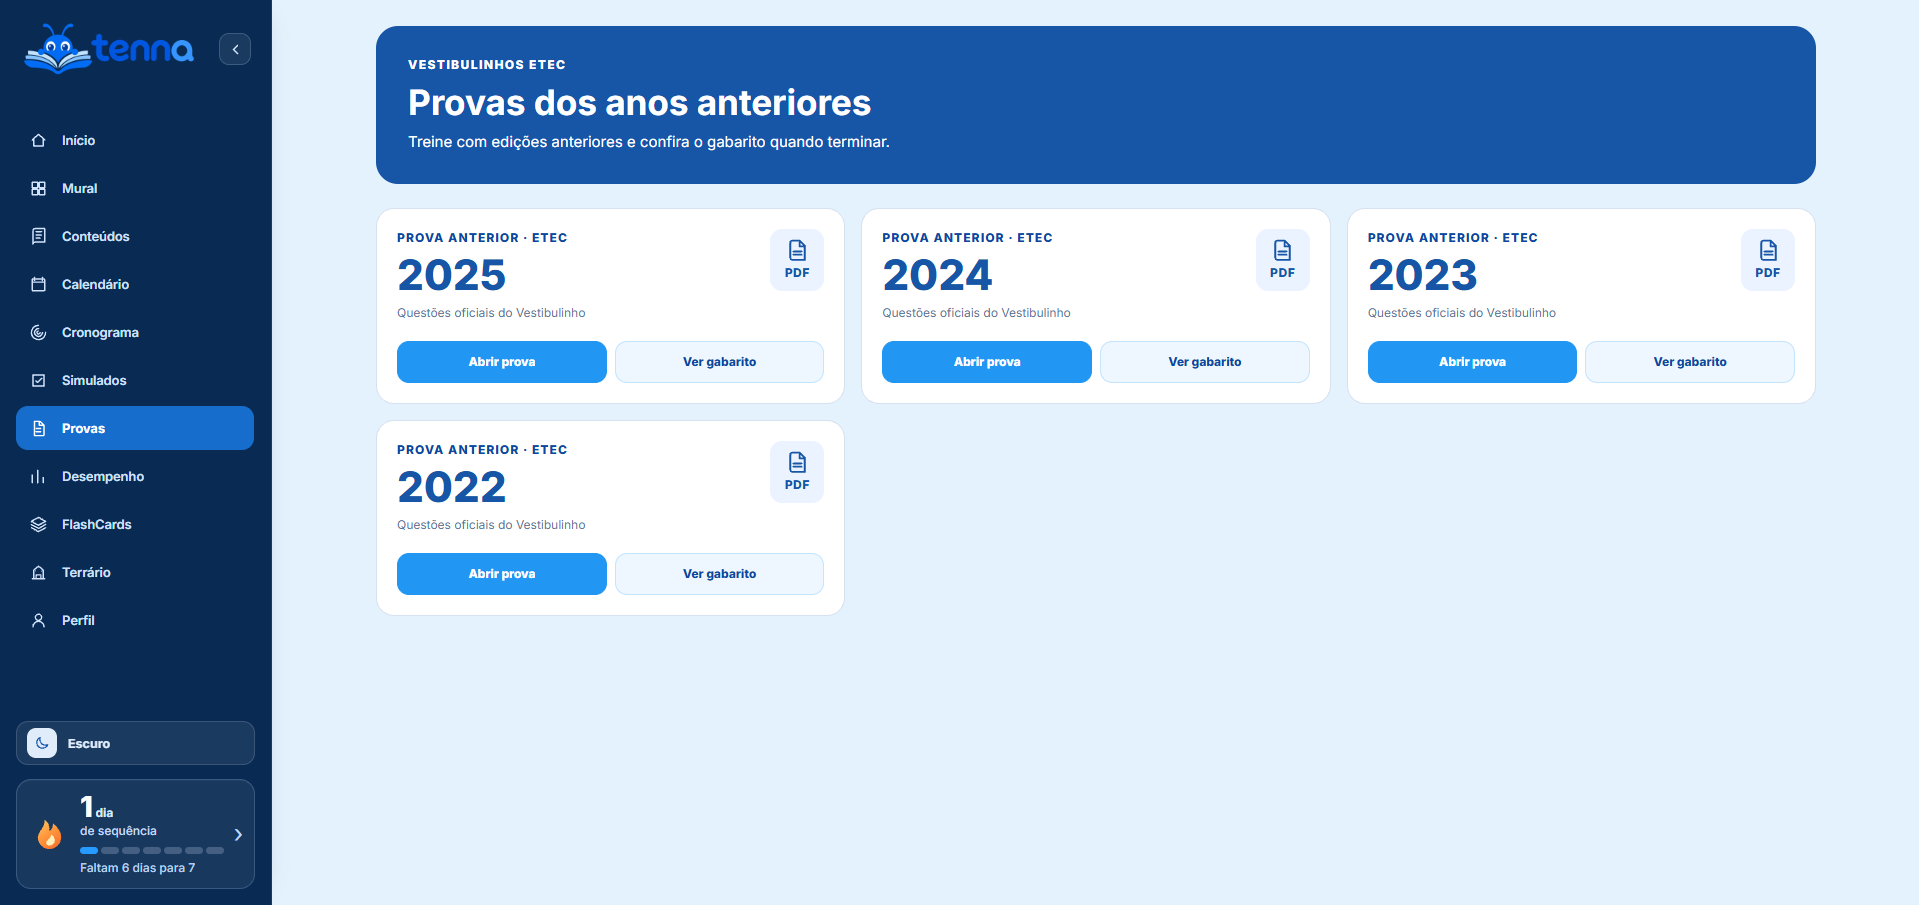 tenna
Início
Mural
Conteúdos
Calendário
Cronograma
Simulados
Provas
Desempenho
FlashCards
Terrário
Perfil
Escuro
1 dia
de sequência
Faltam 6 dias para 7
VESTIBULINHOS ETEC
Provas dos anos anteriores
Treine com edições anteriores e confira o gabarito quando terminar.
PROVA ANTERIOR · ETEC
2025
PDF
Questões oficiais do Vestibulinho
Abrir prova
Ver gabarito
PROVA ANTERIOR · ETEC
2024
PDF
Questões oficiais do Vestibulinho
Abrir prova
Ver gabarito
PROVA ANTERIOR · ETEC
2023
PDF
Questões oficiais do Vestibulinho
Abrir prova
Ver gabarito
PROVA ANTERIOR · ETEC
2022
PDF
Questões oficiais do Vestibulinho
Abrir prova
Ver gabarito